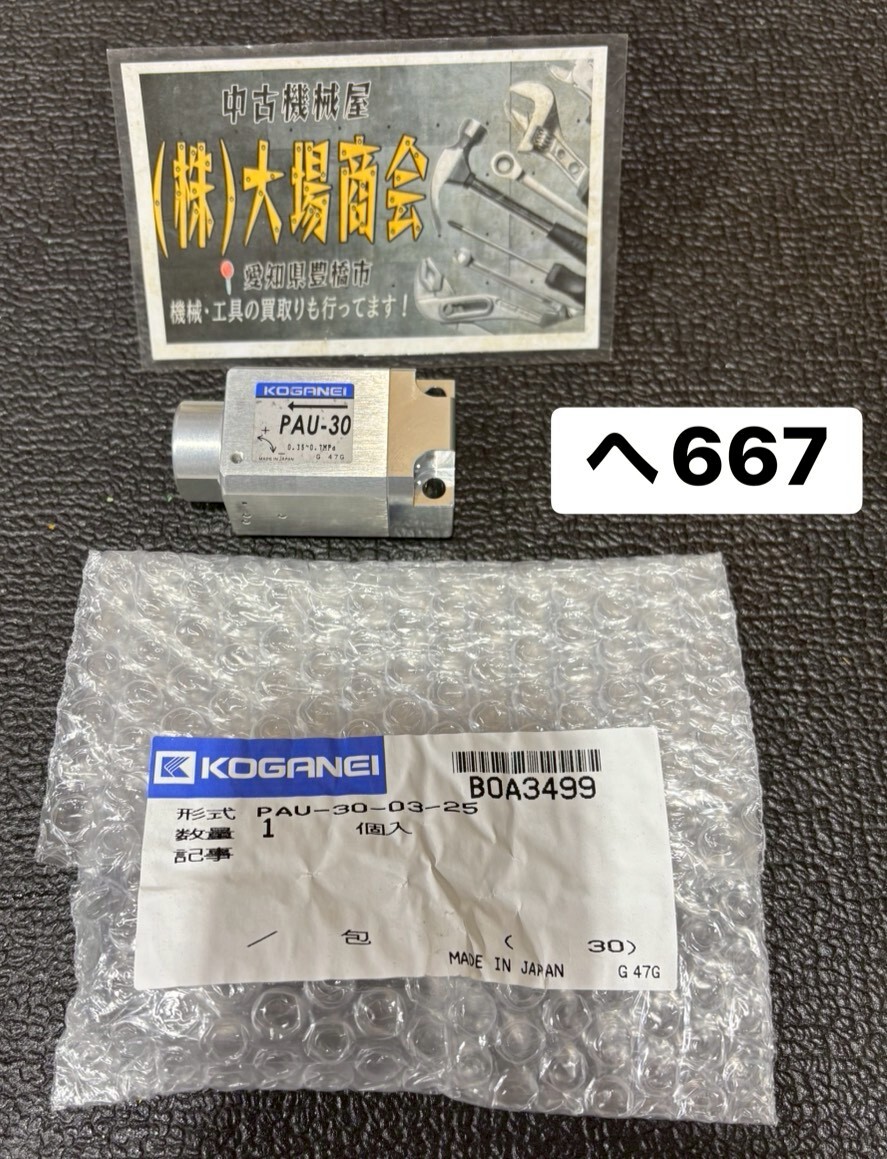 中古機械屋
(株)大場商会
愛知県豊橋市
機械・工具の買取りも行ってます!
KOGANEI
PAU-30
+
-
MADE IN JAPAN G 47G
へ667
KOGANEI
BOA3499
形式 PAU-30-03-25
数量 1 個入
記事
/ 包 ( 30)
MADE IN JAPAN G 47G